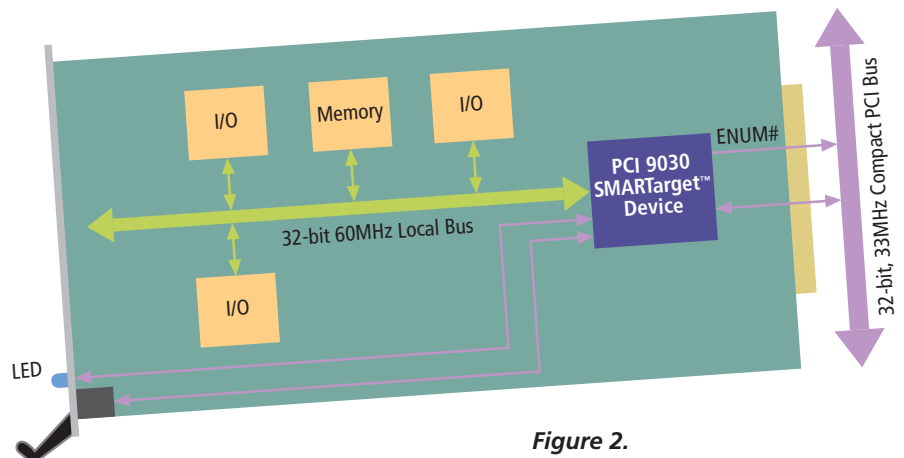 I/O
Memory
I/O
ENUM#
PCI 9030
SMARTarget™
Device
32-bit 60MHz Local Bus
I/O
32-bit, 33MHz Compact PCI Bus
LED
Figure 2.